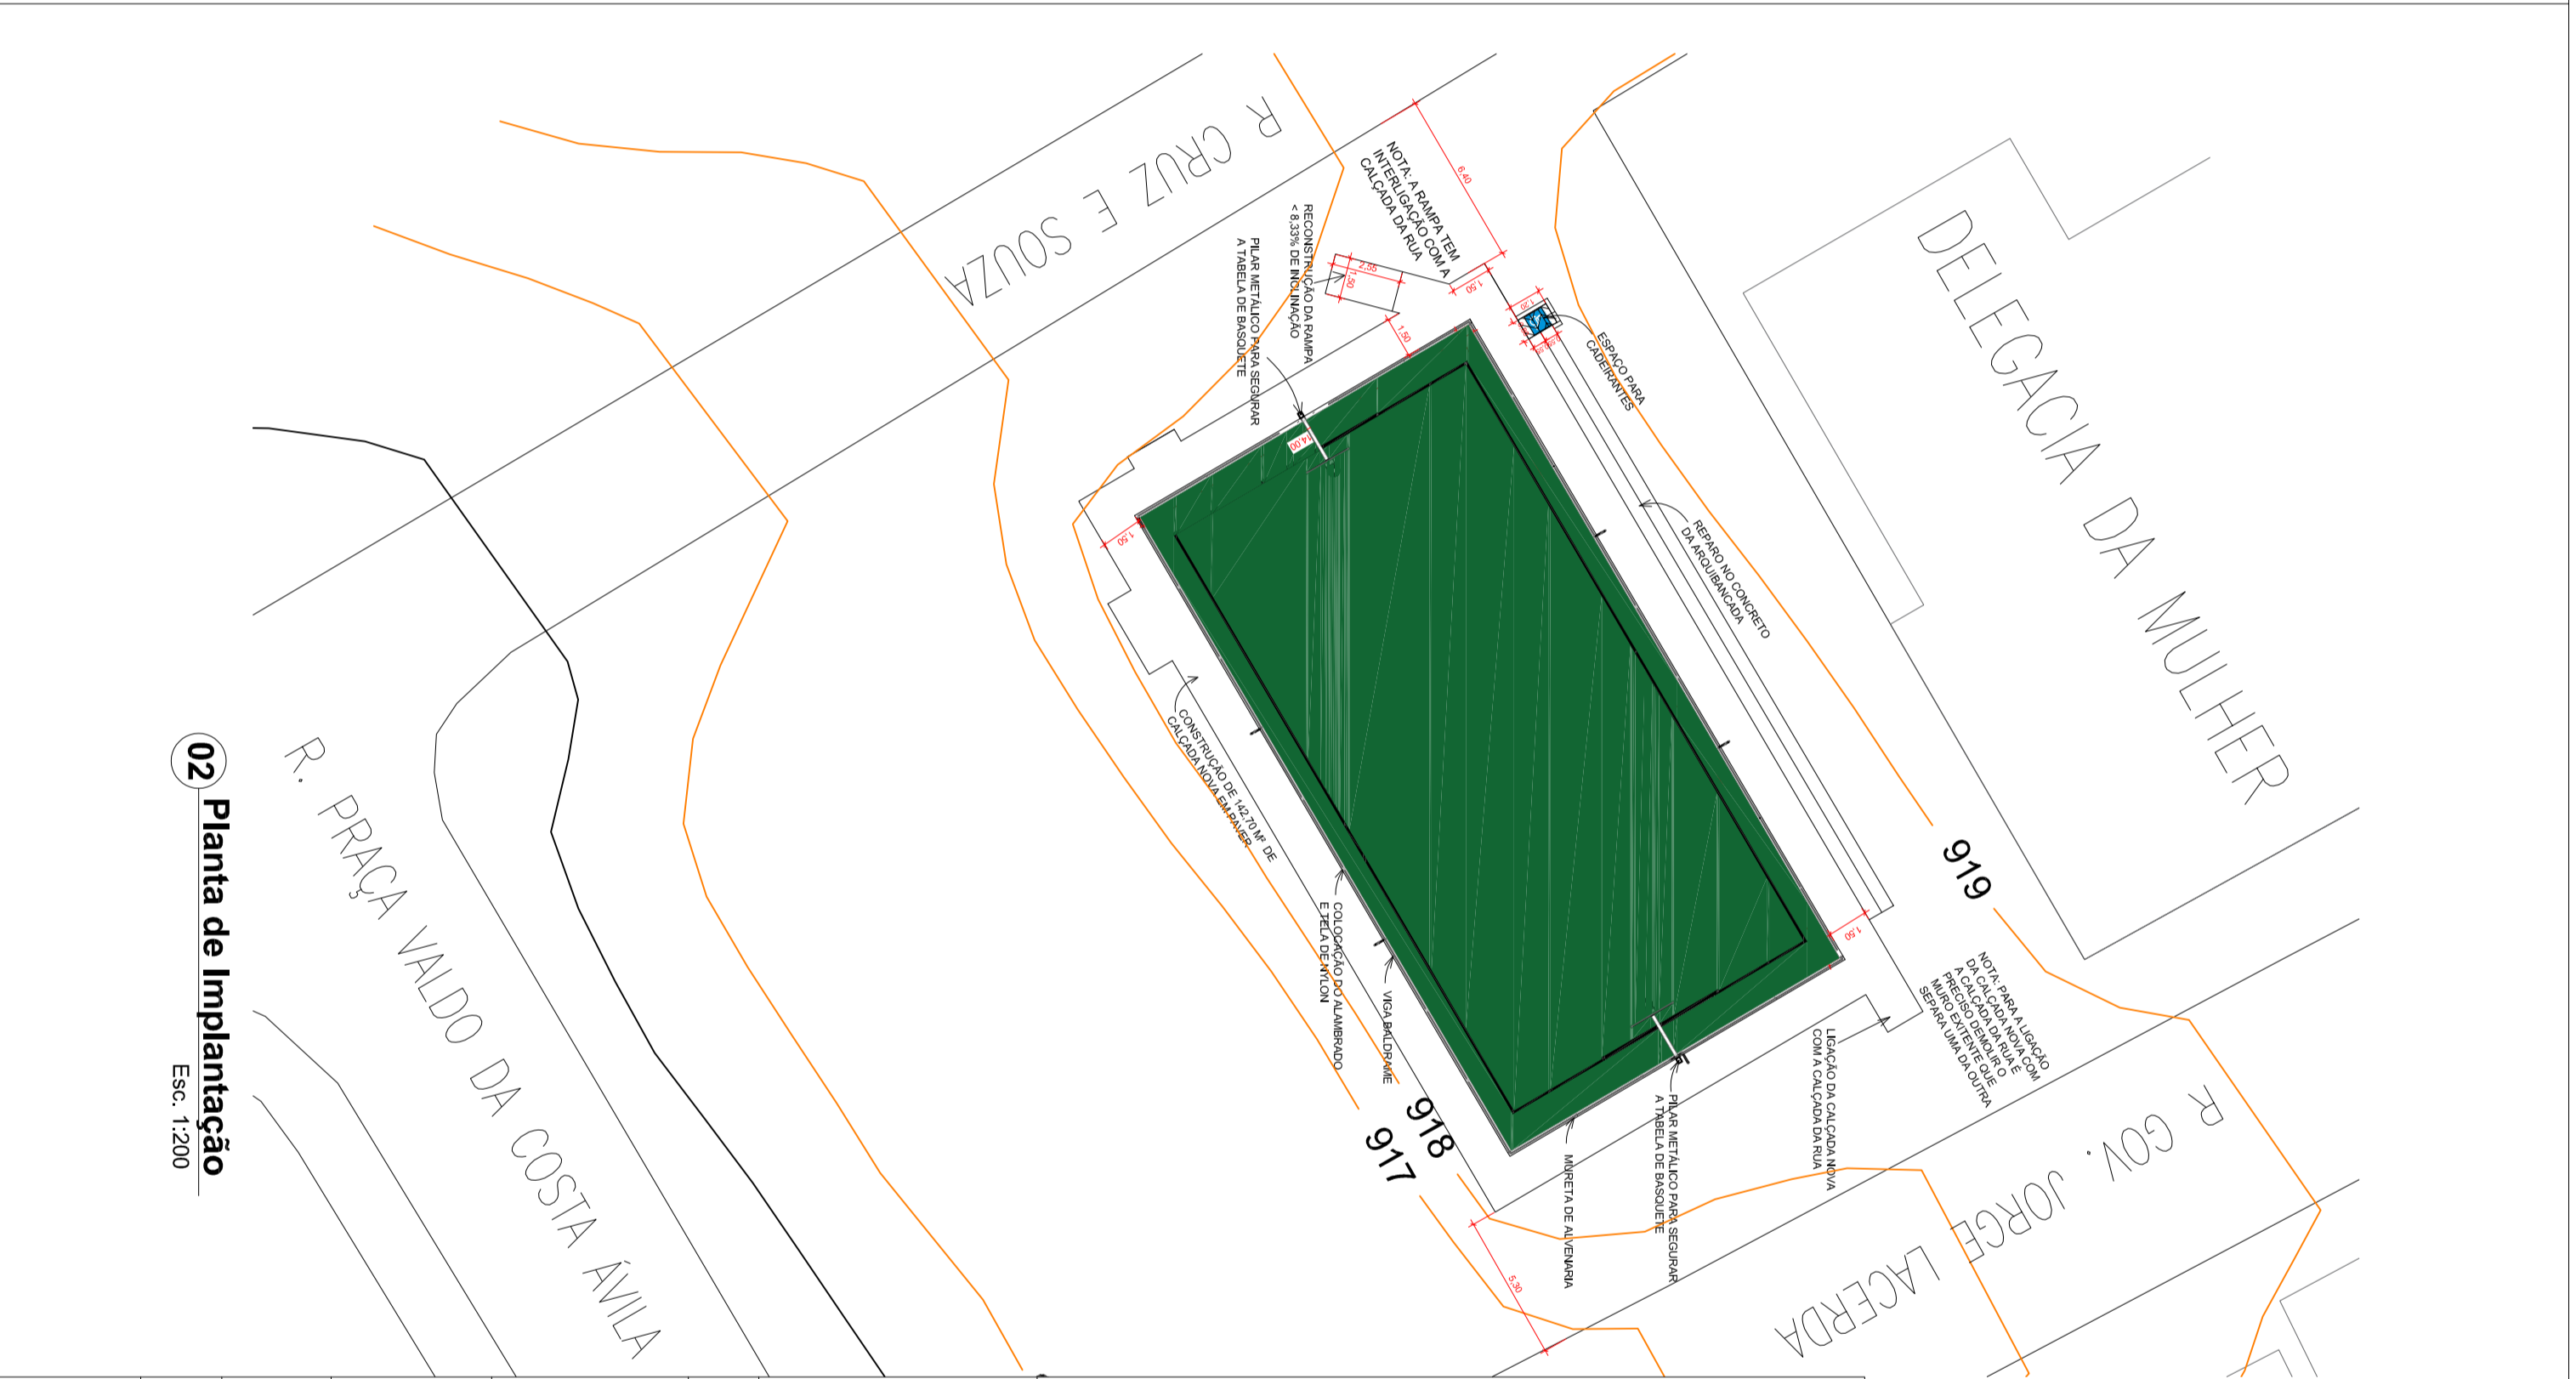 R CRUZ E SOUZA
DELEGACIA DA MULHER
6,40
NOTA: A RAMPA TEM
INTERLIGAÇÃO COM A
CALÇADA DA RUA
RECONSTRUÇÃO DA RAMPA
< 8,33% DE INCLINAÇÃO
PILAR METÁLICO PARA SEGURAR
A TABELA DE BASQUETE
2,55
1,50
1,50
1,50
1,20
ESPAÇO PARA
CADEIRANTES
14,00
1,50
REPARO NO CONCRETO
DA ARQUIBANCADA
CONSTRUÇÃO DE 142,70 M² DE
CALÇADA NOVA EM PAVER
COLOCAÇÃO DO ALAMBRADO
E TELA DE NYLON
VIGA BALDRAME
919
1,50
NOTA: PARA A LIGAÇÃO
DA CALÇADA NOVA COM
A CALÇADA DA RUA É
PRECISO DEMOLIR O
MURO EXITENTE QUE
SEPARA UMA DA OUTRA
LIGAÇÃO DA CALÇADA NOVA
COM A CALÇADA DA RUA
PILAR METÁLICO PARA SEGURAR
A TABELA DE BASQUETE
MURETA DE ALVENARIA
918
917
5,30
R GOV. JORGE LACERDA
R. PRAÇA VALDO DA COSTA ÁVILA
02
Planta de Implantação
Esc. 1:200